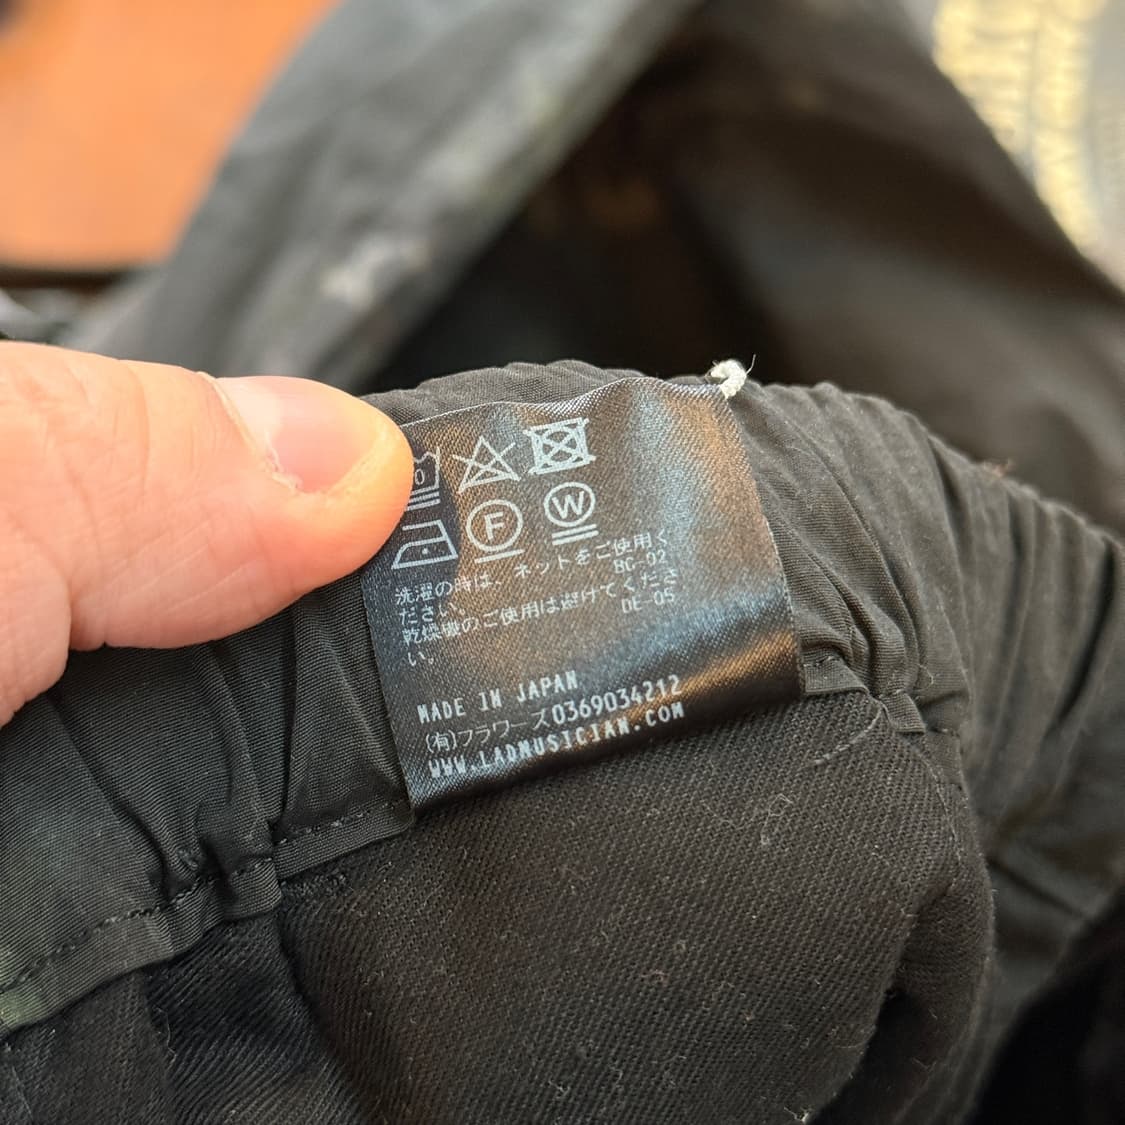 F W
洗濯の時は、ネットをご使用く
ださい。 BC-02
乾燥機のご使用は避けてくださ
い。 DE-05
MADE IN JAPAN
(有)フラワーズ0369034212
WWW.LADMUSICIAN.COM